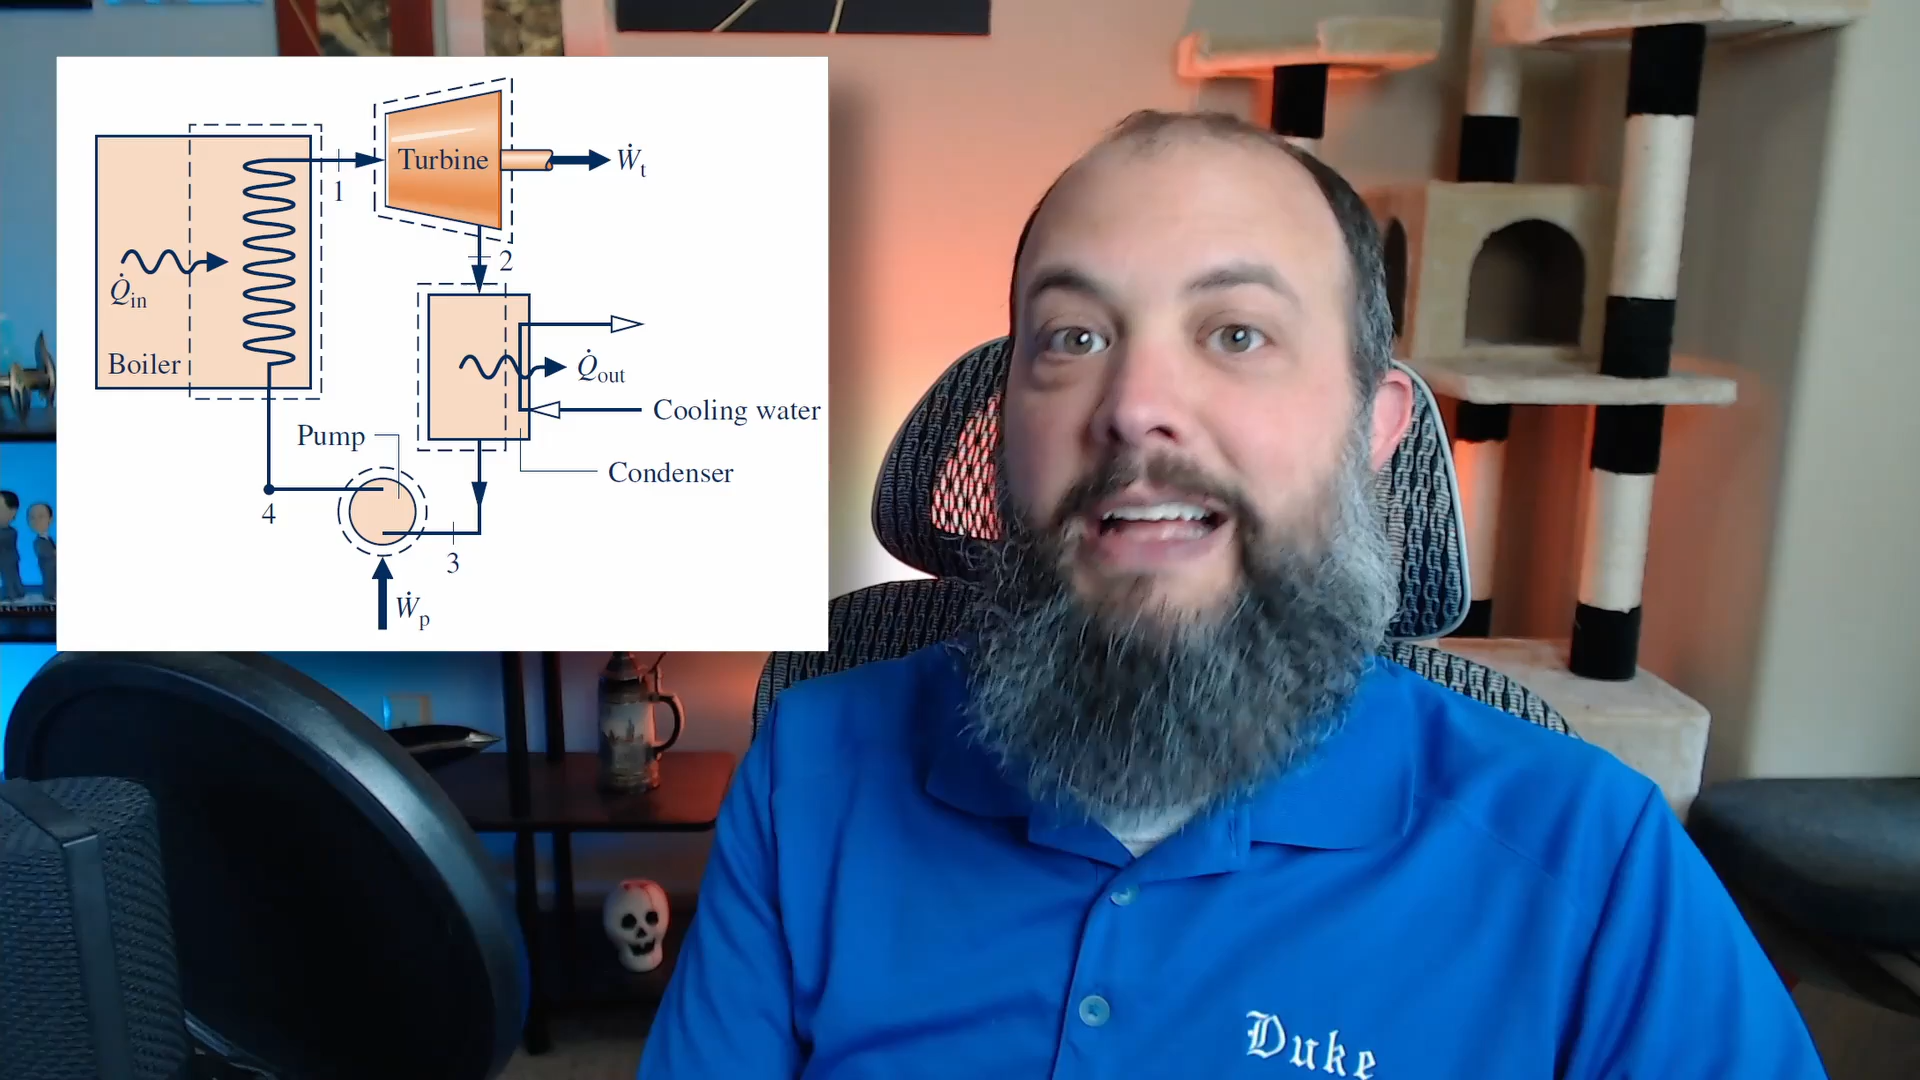 Turbine
Ẇt
1
2
Q̇in
Boiler
Q̇out
Cooling water
Pump
Condenser
4
3
Ẇp
Duke